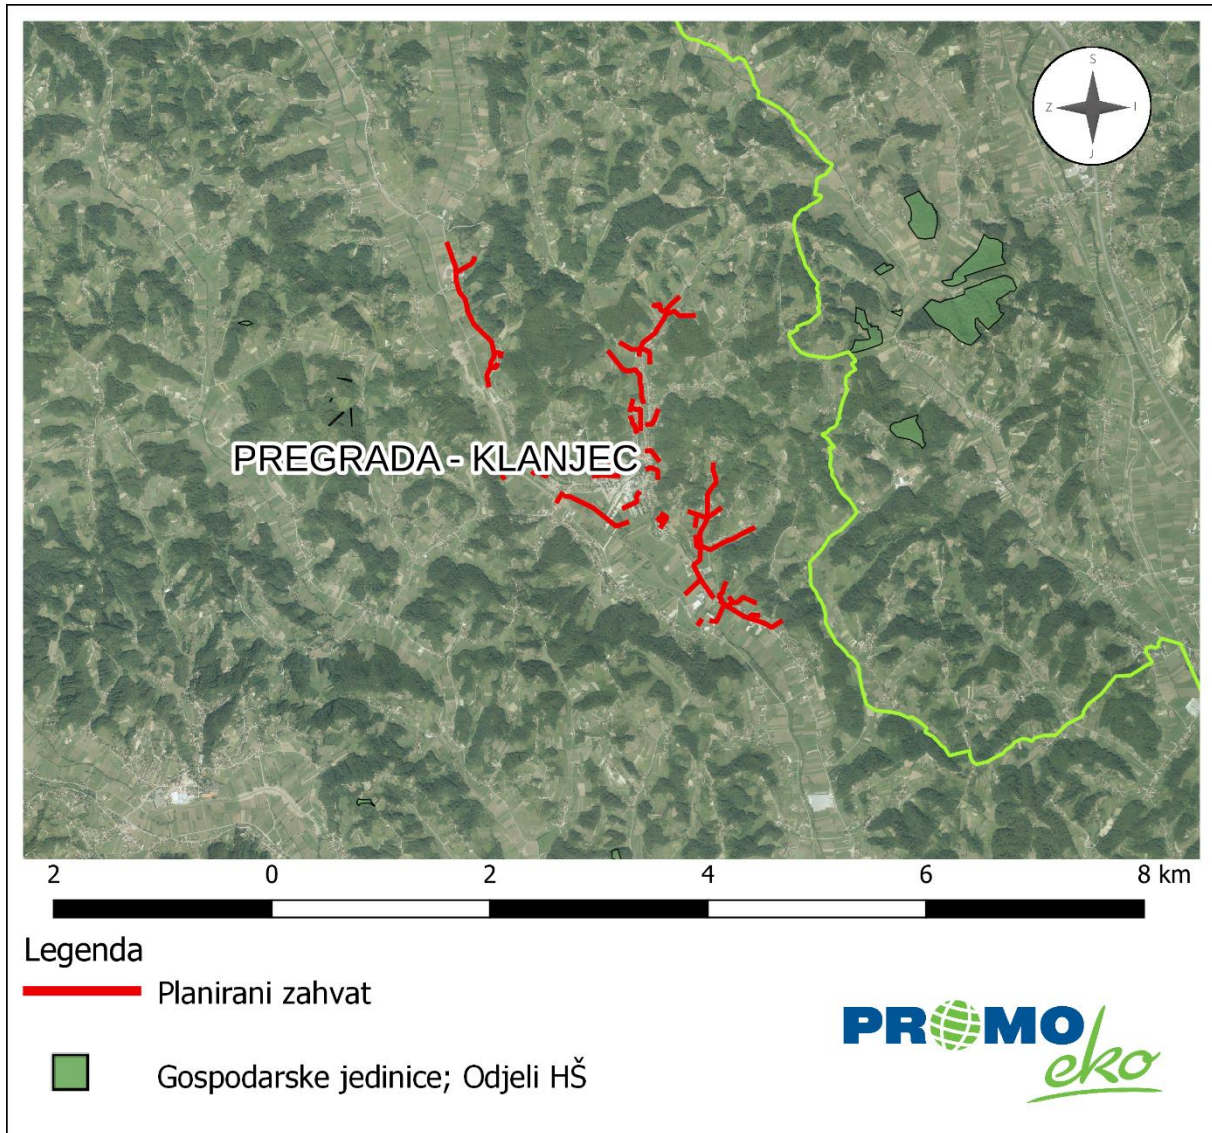 S
Z
I
J
PREGRADA - KLANJEC
2 0 2 4 6 8 km
Legenda
Planirani zahvat
Gospodarske jedinice; Odjeli HŠ
PROMO
eko